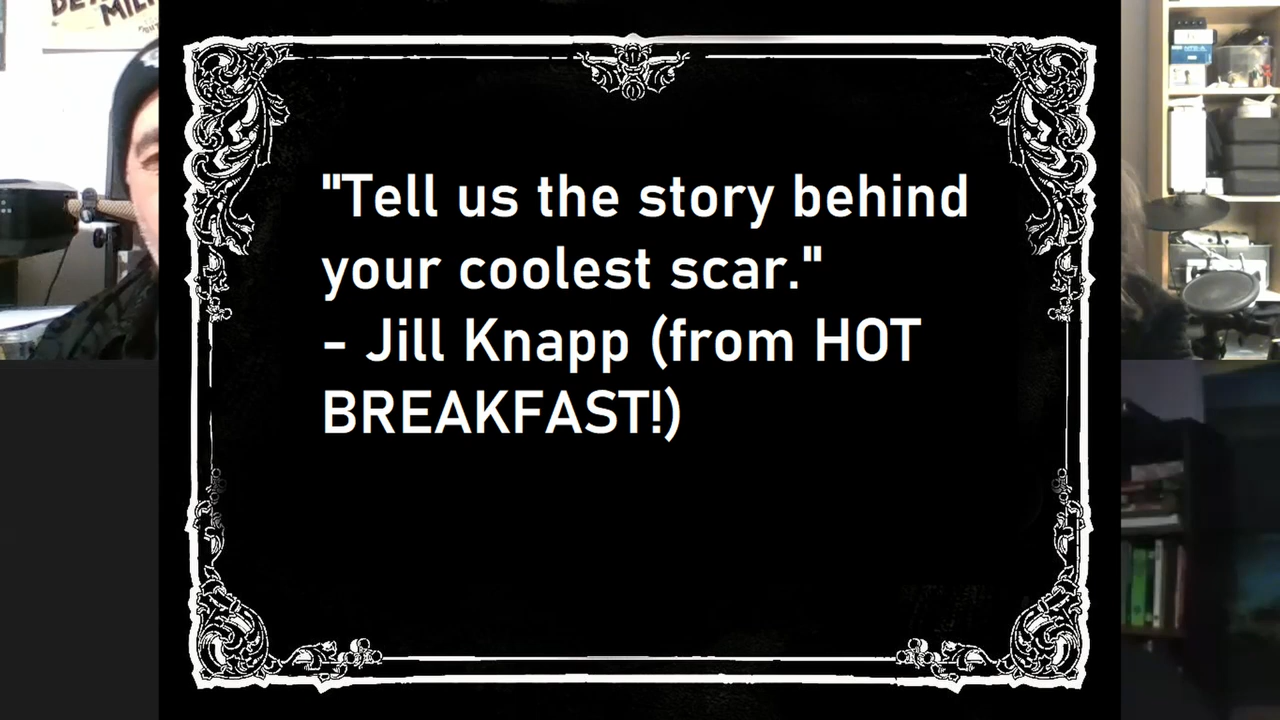 "Tell us the story behind
your coolest scar."
- Jill Knapp (from HOT
BREAKFAST!)